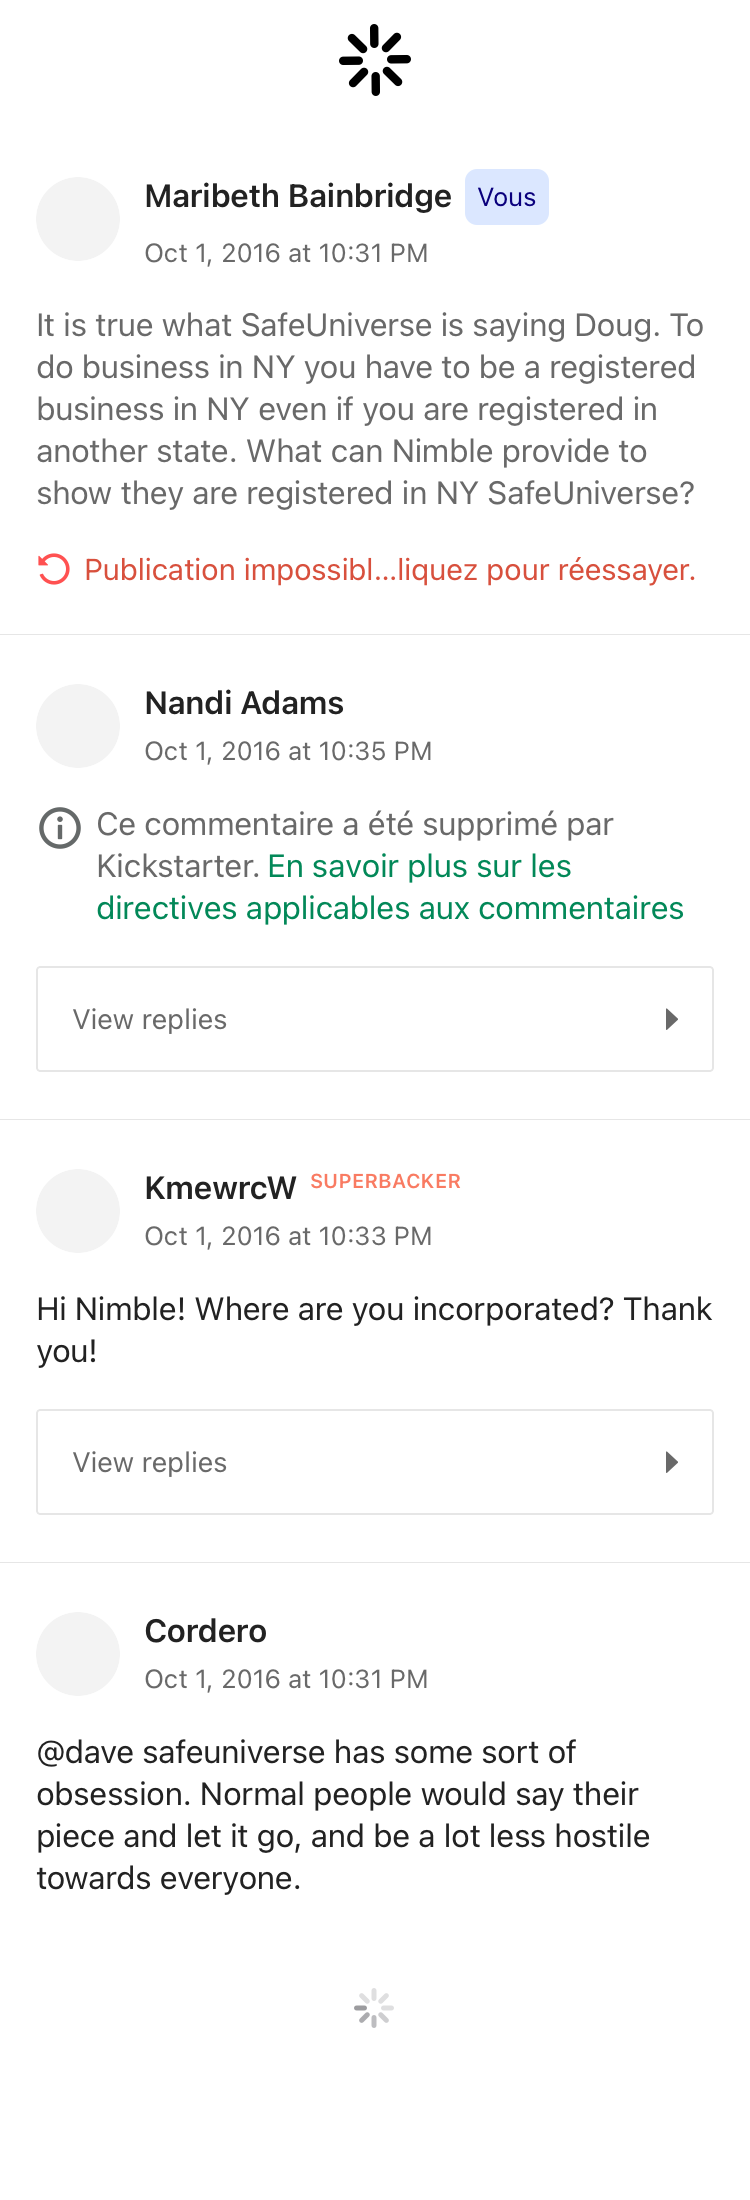 Maribeth Bainbridge Vous
Oct 1, 2016 at 10:31 PM
It is true what SafeUniverse is saying Doug. To
do business in NY you have to be a registered
business in NY even if you are registered in
another state. What can Nimble provide to
show they are registered in NY SafeUniverse?
Publication impossibl...liquez pour réessayer.
Nandi Adams
Oct 1, 2016 at 10:35 PM
Ce commentaire a été supprimé par
Kickstarter. En savoir plus sur les
directives applicables aux commentaires
View replies
KmewrcW SUPERBACKER
Oct 1, 2016 at 10:33 PM
Hi Nimble! Where are you incorporated? Thank
you!
View replies
Cordero
Oct 1, 2016 at 10:31 PM
@dave safeuniverse has some sort of
obsession. Normal people would say their
piece and let it go, and be a lot less hostile
towards everyone.